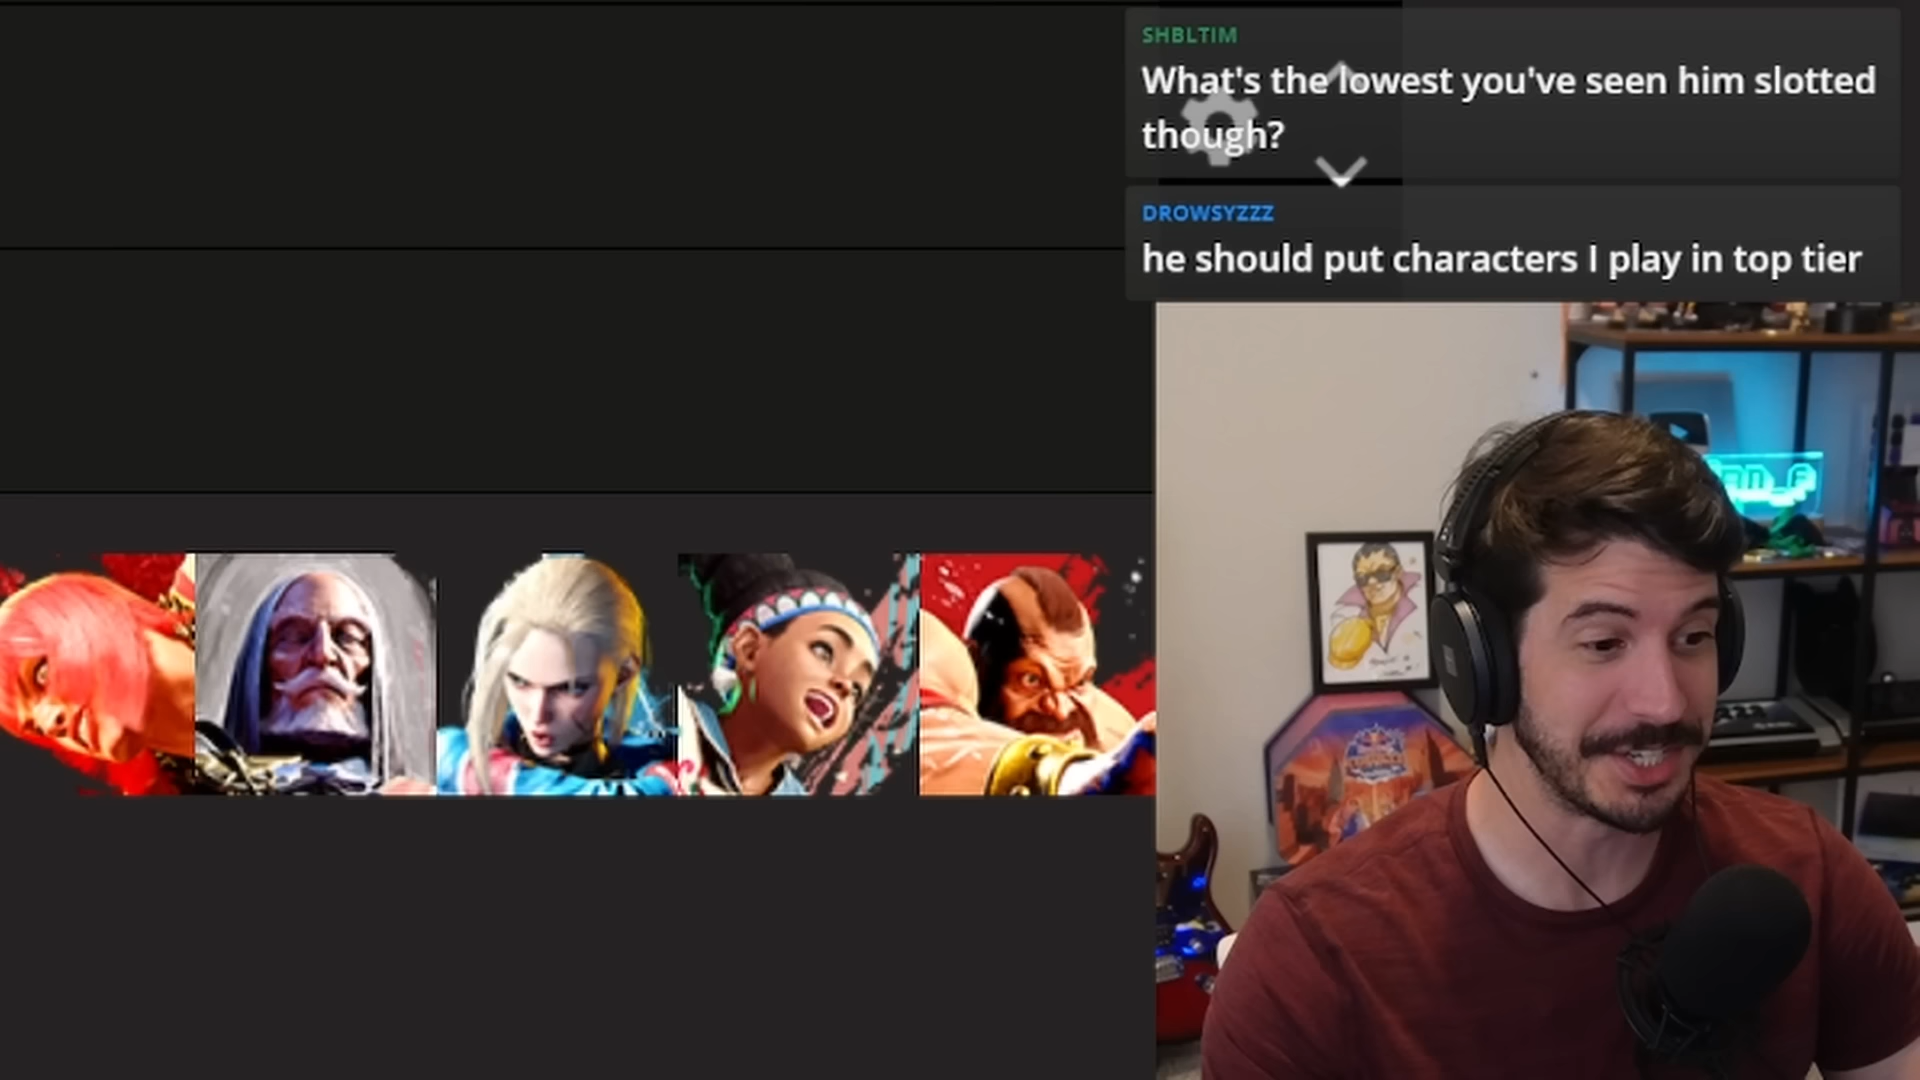 SHBLTIM
What's the lowest you've seen him slotted
though?
DROWSYZZZ
he should put characters I play in top tier